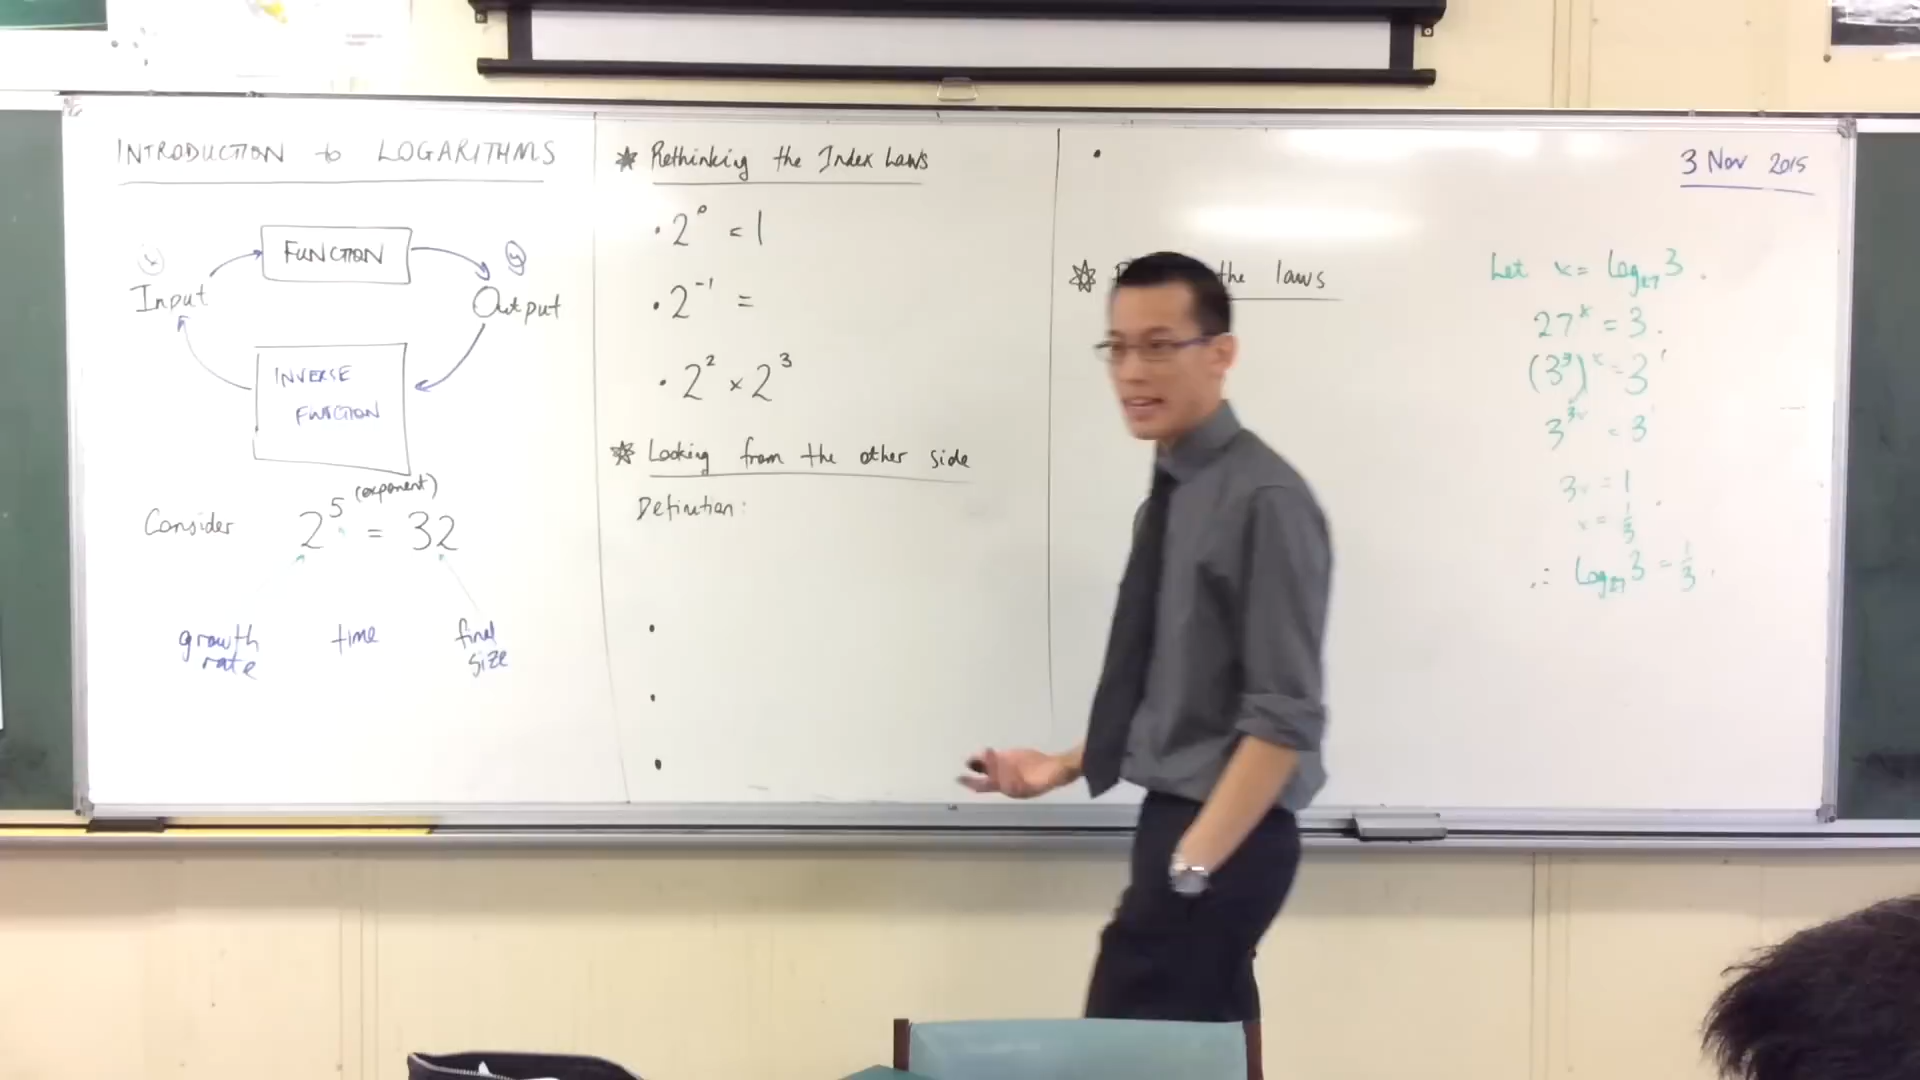 INTRODUCTION to LOGARITHMS
x
FUNCTION
y
Input
Output
INVERSE
FUNCTION
(exponent)
Consider 2⁵ = 32
growth
rate
time
final
size
Rethinking the Index Laws
• 2⁰ = 1
• 2⁻¹ =
• 2² × 2³
Looking from the other side
Definition:
•
•
•
•
the laws
3 Nov 2015
Let x = log₂₇ 3.
27ˣ = 3.
(3³)ˣ = 3¹
3³ˣ = 3¹
3x = 1
x = 1/3
∴ log₂₇ 3 = 1/3.